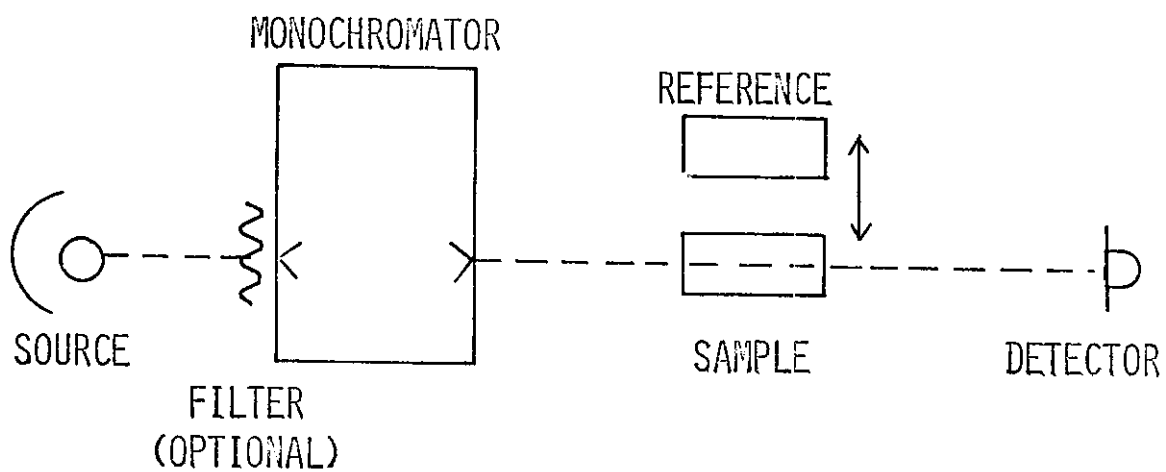 MONOCHROMATOR
REFERENCE
SOURCE
SAMPLE
DETECTOR
FILTER
(OPTIONAL)